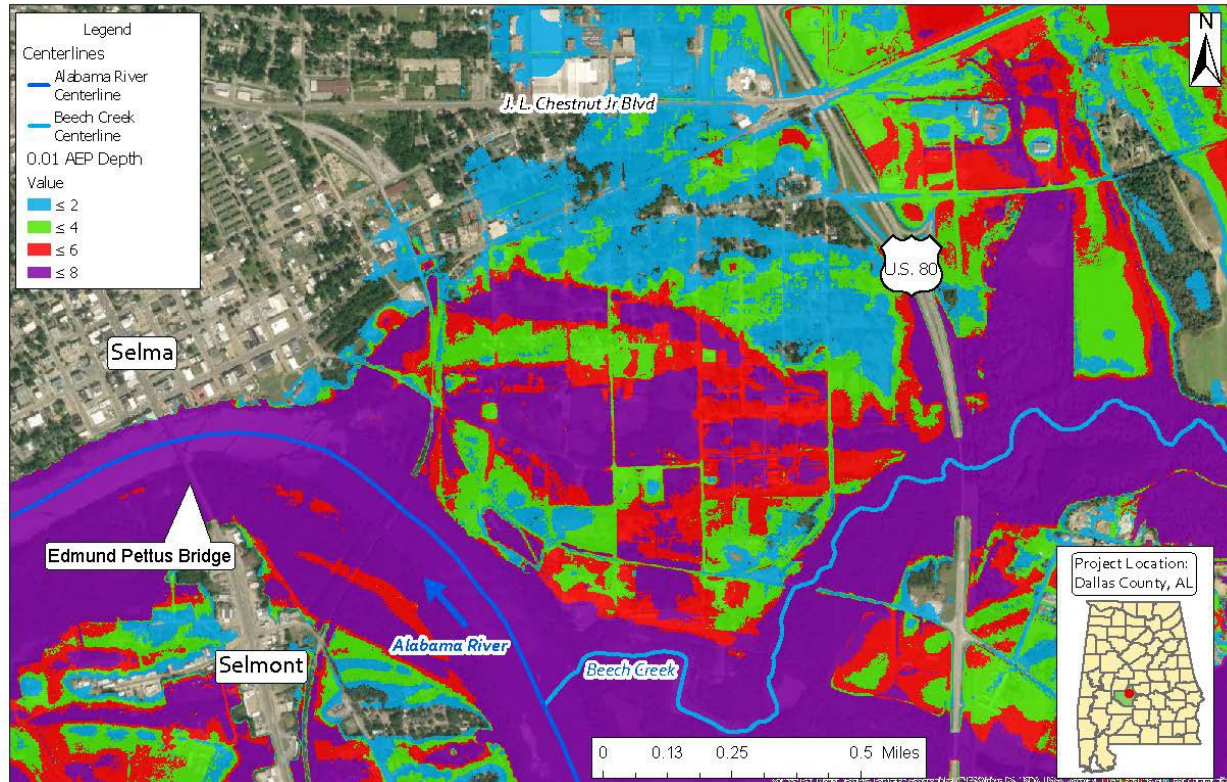 Legend
Centerlines
Alabama River
Centerline
Beech Creek
Centerline
0.01 AEP Depth
Value
≤ 2
≤ 4
≤ 6
≤ 8
N
J. L. Chestnut Jr Blvd
U.S. 80
Selma
Edmund Pettus Bridge
Selmont
Alabama River
Beech Creek
Project Location:
Dallas County, AL
0 0.13 0.25 0.5 Miles